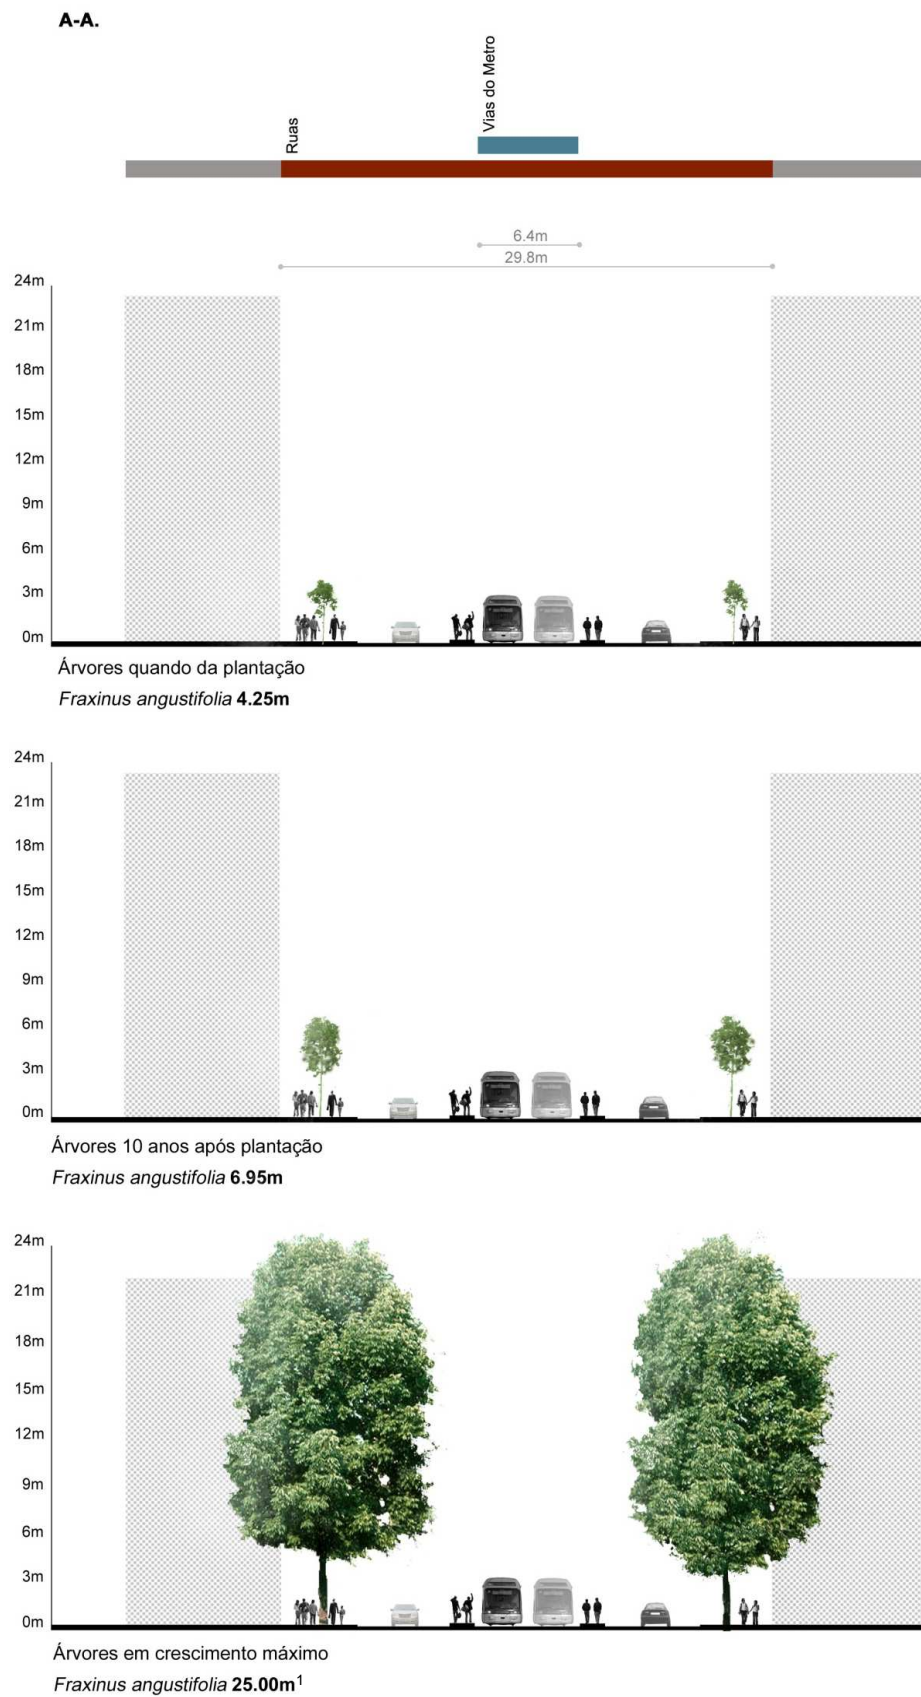 A-A.
Ruas
Vias do Metro
6.4m
29.8m
24m
21m
18m
15m
12m
9m
6m
3m
0m
Árvores quando da plantação
Fraxinus angustifolia 4.25m
24m
21m
18m
15m
12m
9m
6m
3m
0m
Árvores 10 anos após plantação
Fraxinus angustifolia 6.95m
24m
21m
18m
15m
12m
9m
6m
3m
0m
Árvores em crescimento máximo
Fraxinus angustifolia 25.00m¹